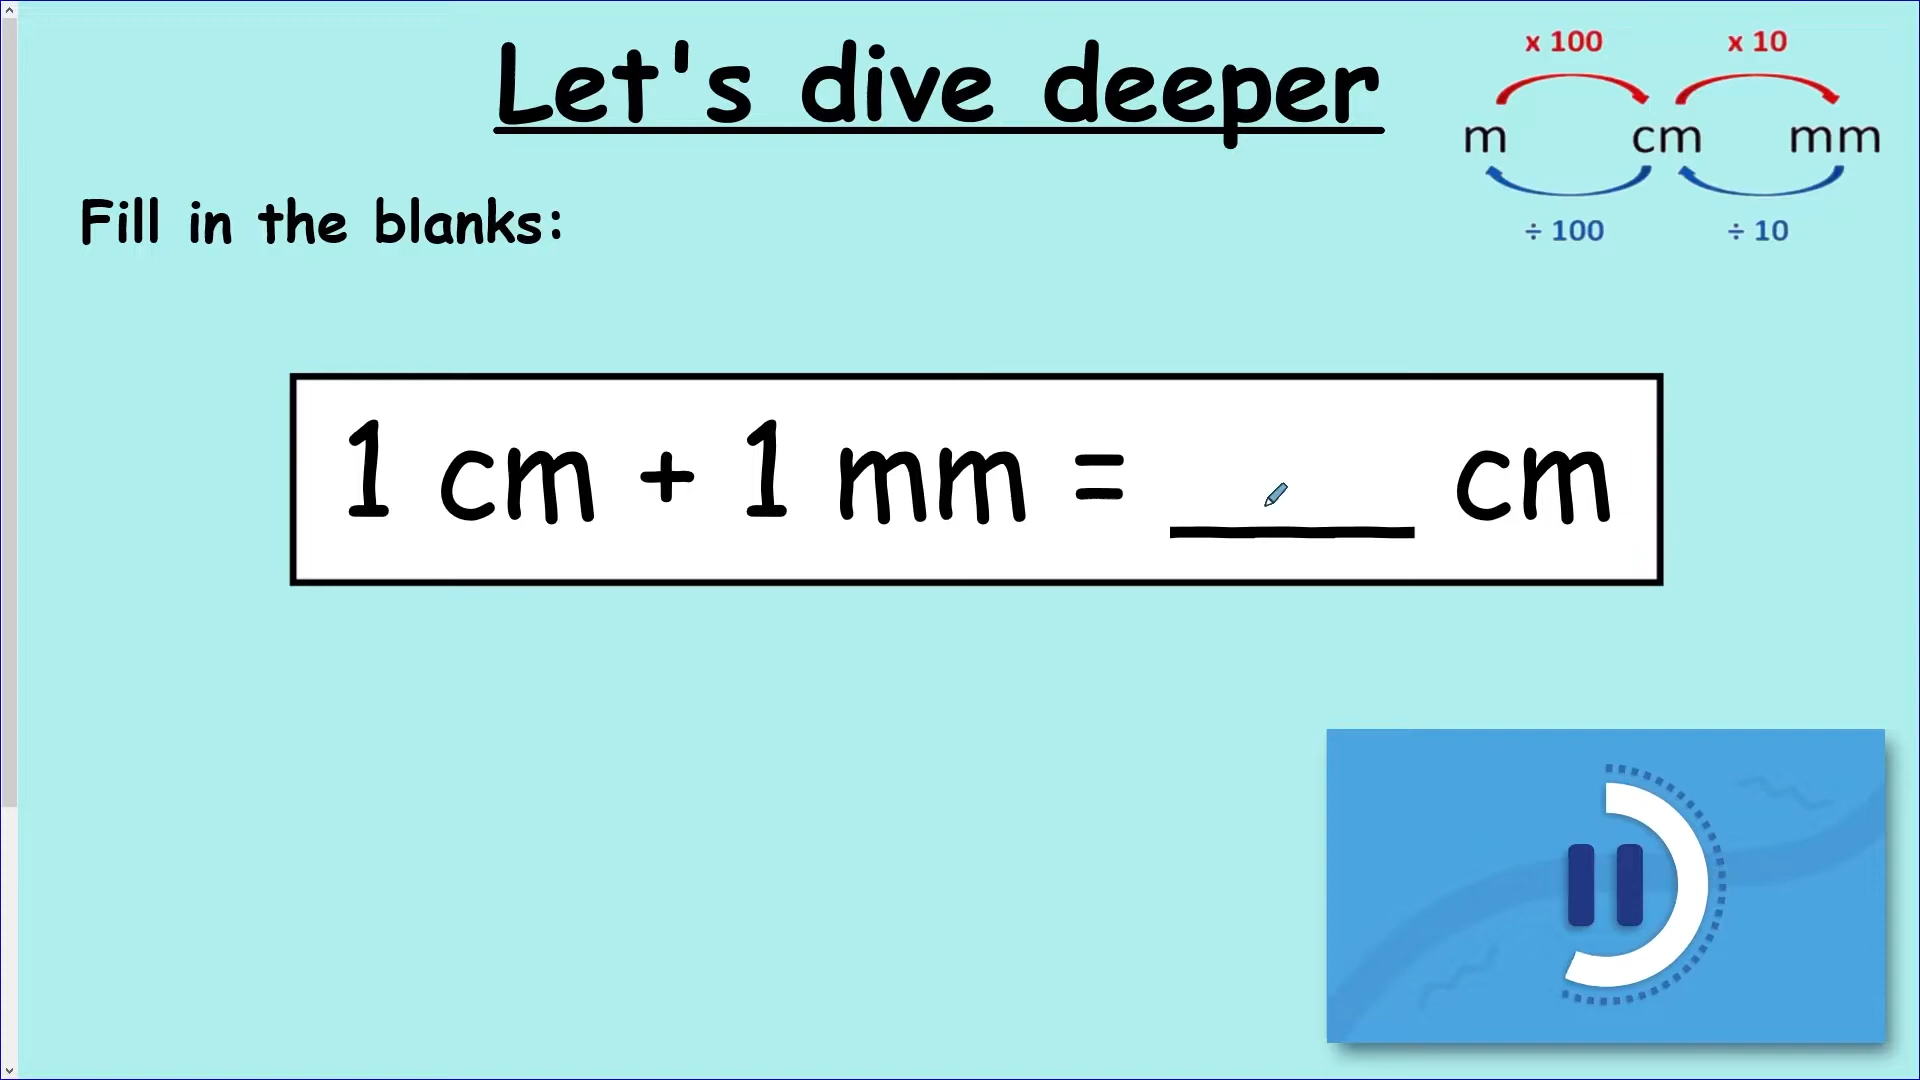 Let's dive deeper
x 100 x 10
m cm mm
÷ 100 ÷ 10
Fill in the blanks:
1 cm + 1 mm = ____ cm